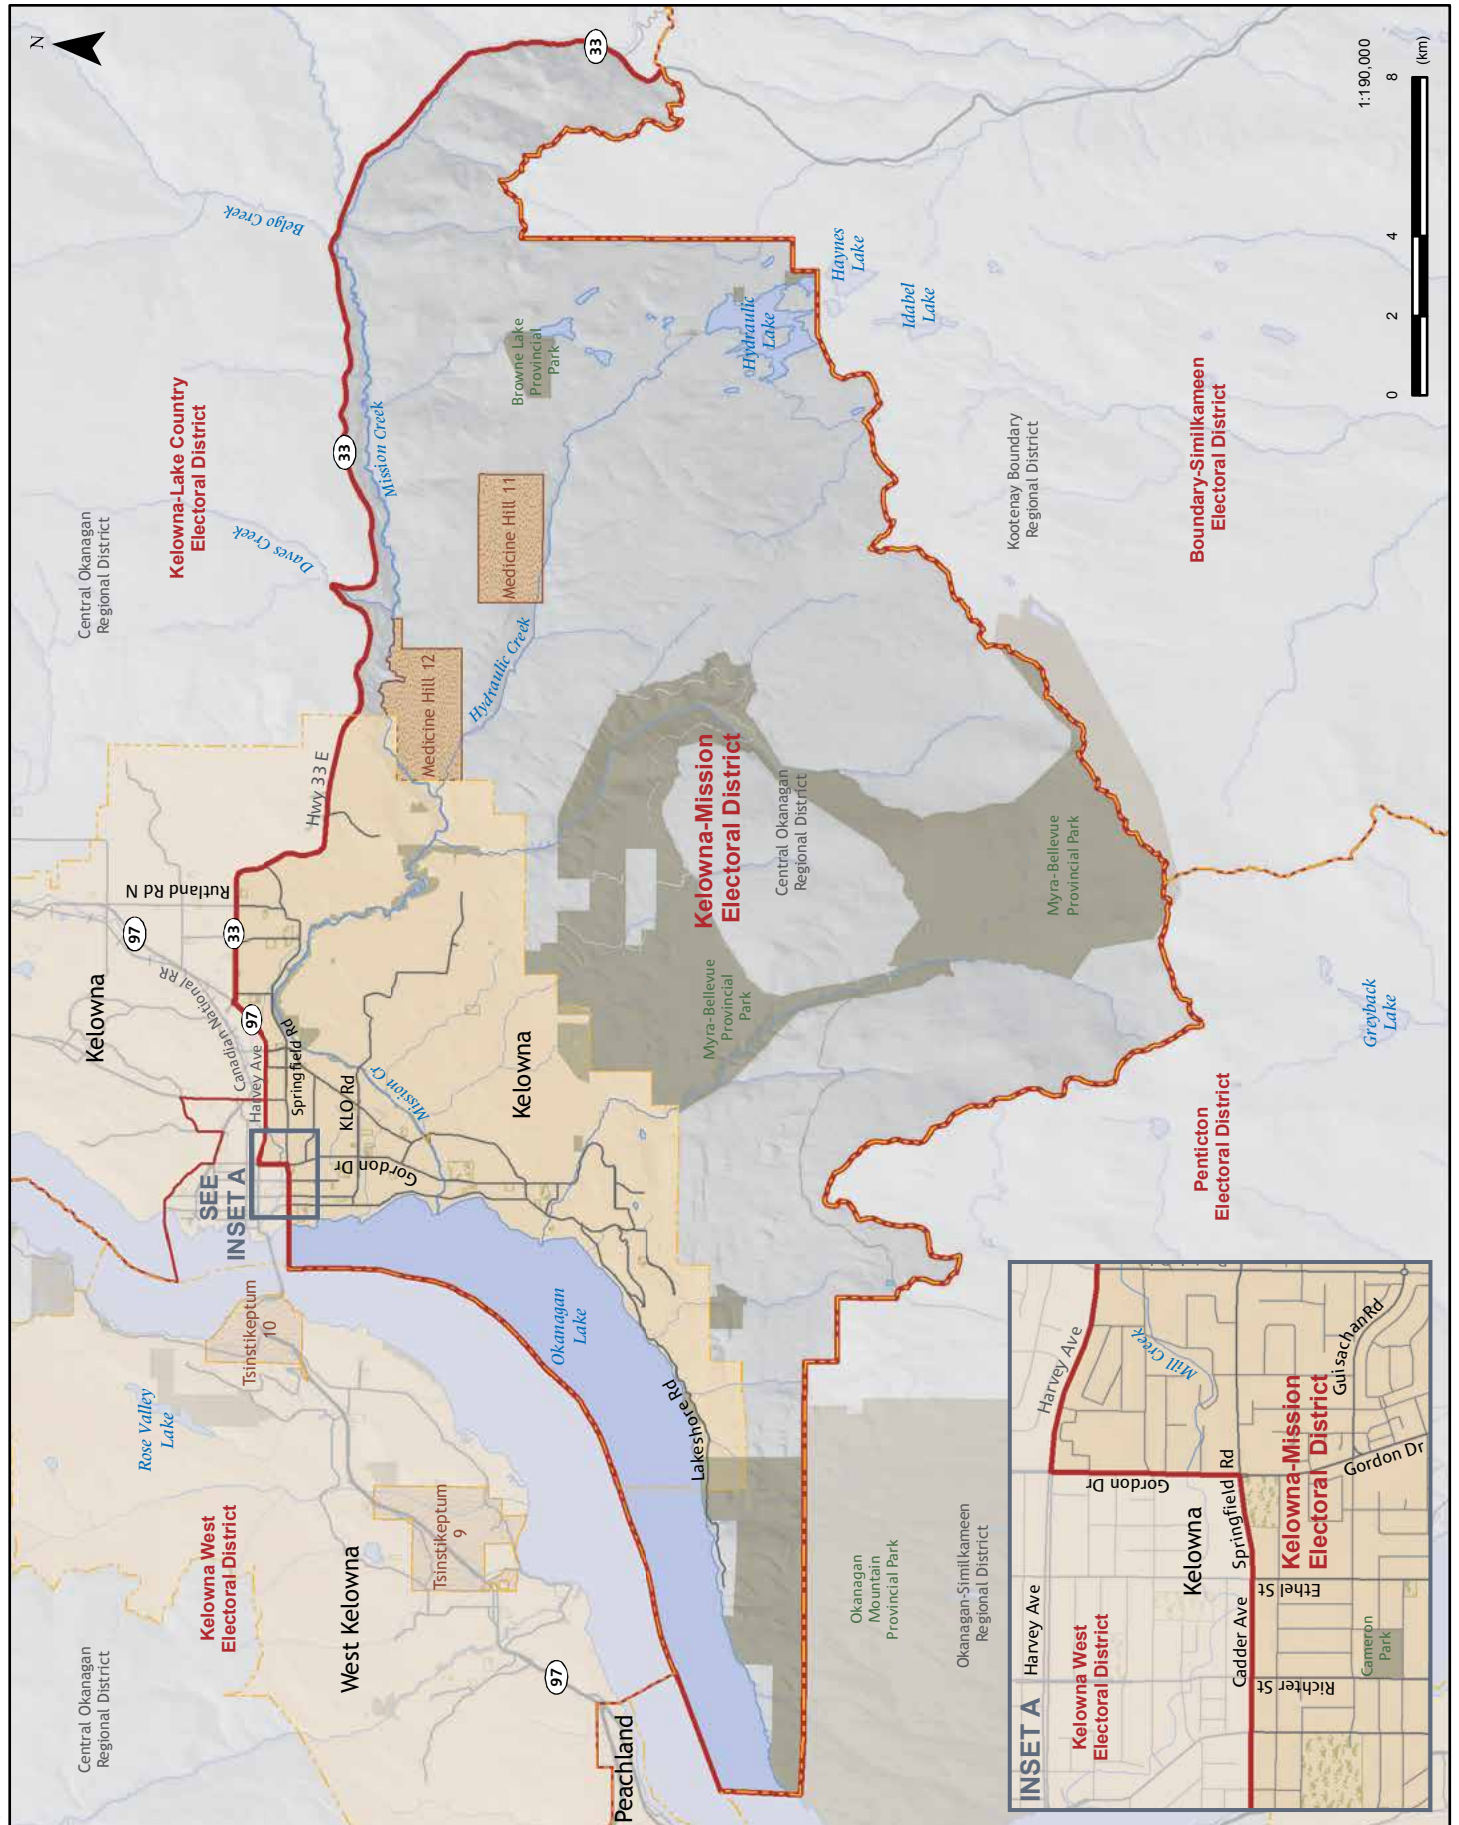 N
33
Belgo Creek
Kelowna-Lake Country
Electoral District
Central Okanagan
Regional District
Daves Creek
33
Mission Creek
Browne Lake
Provincial
Park
Hydraulic
Lake
Haynes
Lake
Idabel
Lake
1:190,000
0
2
4
8
(km)
Medicine Hill 11
Medicine Hill 12
Hydraulic Creek
Kootenay Boundary
Regional District
Boundary-Similkameen
Electoral District
Hwy 33 E
Rutland Rd N
33
97
Canadian National RR
Kelowna
97
Harvey Ave
Springfield Rd
KLO Rd
Mission Cr
Gordon Dr
Kelowna
SEE
INSET A
Kelowna-Mission
Electoral District
Central Okanagan
Regional District
Myra-Bellevue
Provincial Park
Myra-Bellevue
Provincial
Park
Greyback
Lake
Penticton
Electoral District
Tsinstikeptum
10
Rose Valley
Lake
Okanagan
Lake
Lakeshore Rd
Tsinstikeptum
9
Kelowna West
Electoral District
West Kelowna
97
Peachland
Central Okanagan
Regional District
Okanagan
Mountain
Provincial Park
Okanagan-Similkameen
Regional District
INSET A
Kelowna West
Electoral District
Harvey Ave
Harvey Ave
Mill Creek
Gordon Dr
Kelowna
Springfield Rd
Cadder Ave
Ethel St
Richter St
Cameron
Park
Kelowna-Mission
Electoral District
Guisachan Rd
Gordon Dr